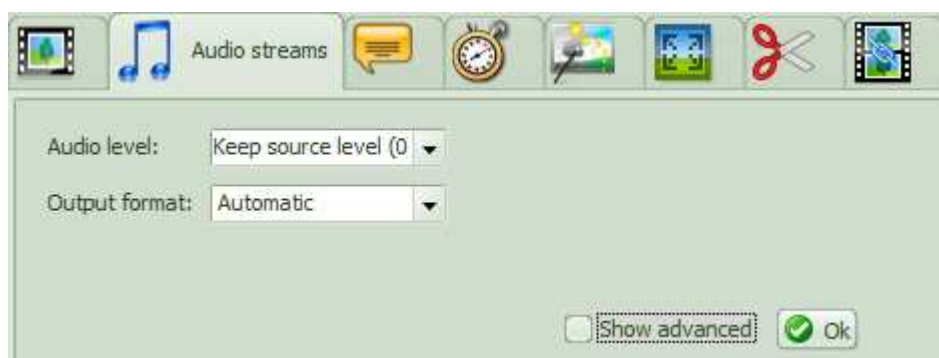 Audio streams
Audio level: Keep source level (0
Output format: Automatic
Show advanced Ok